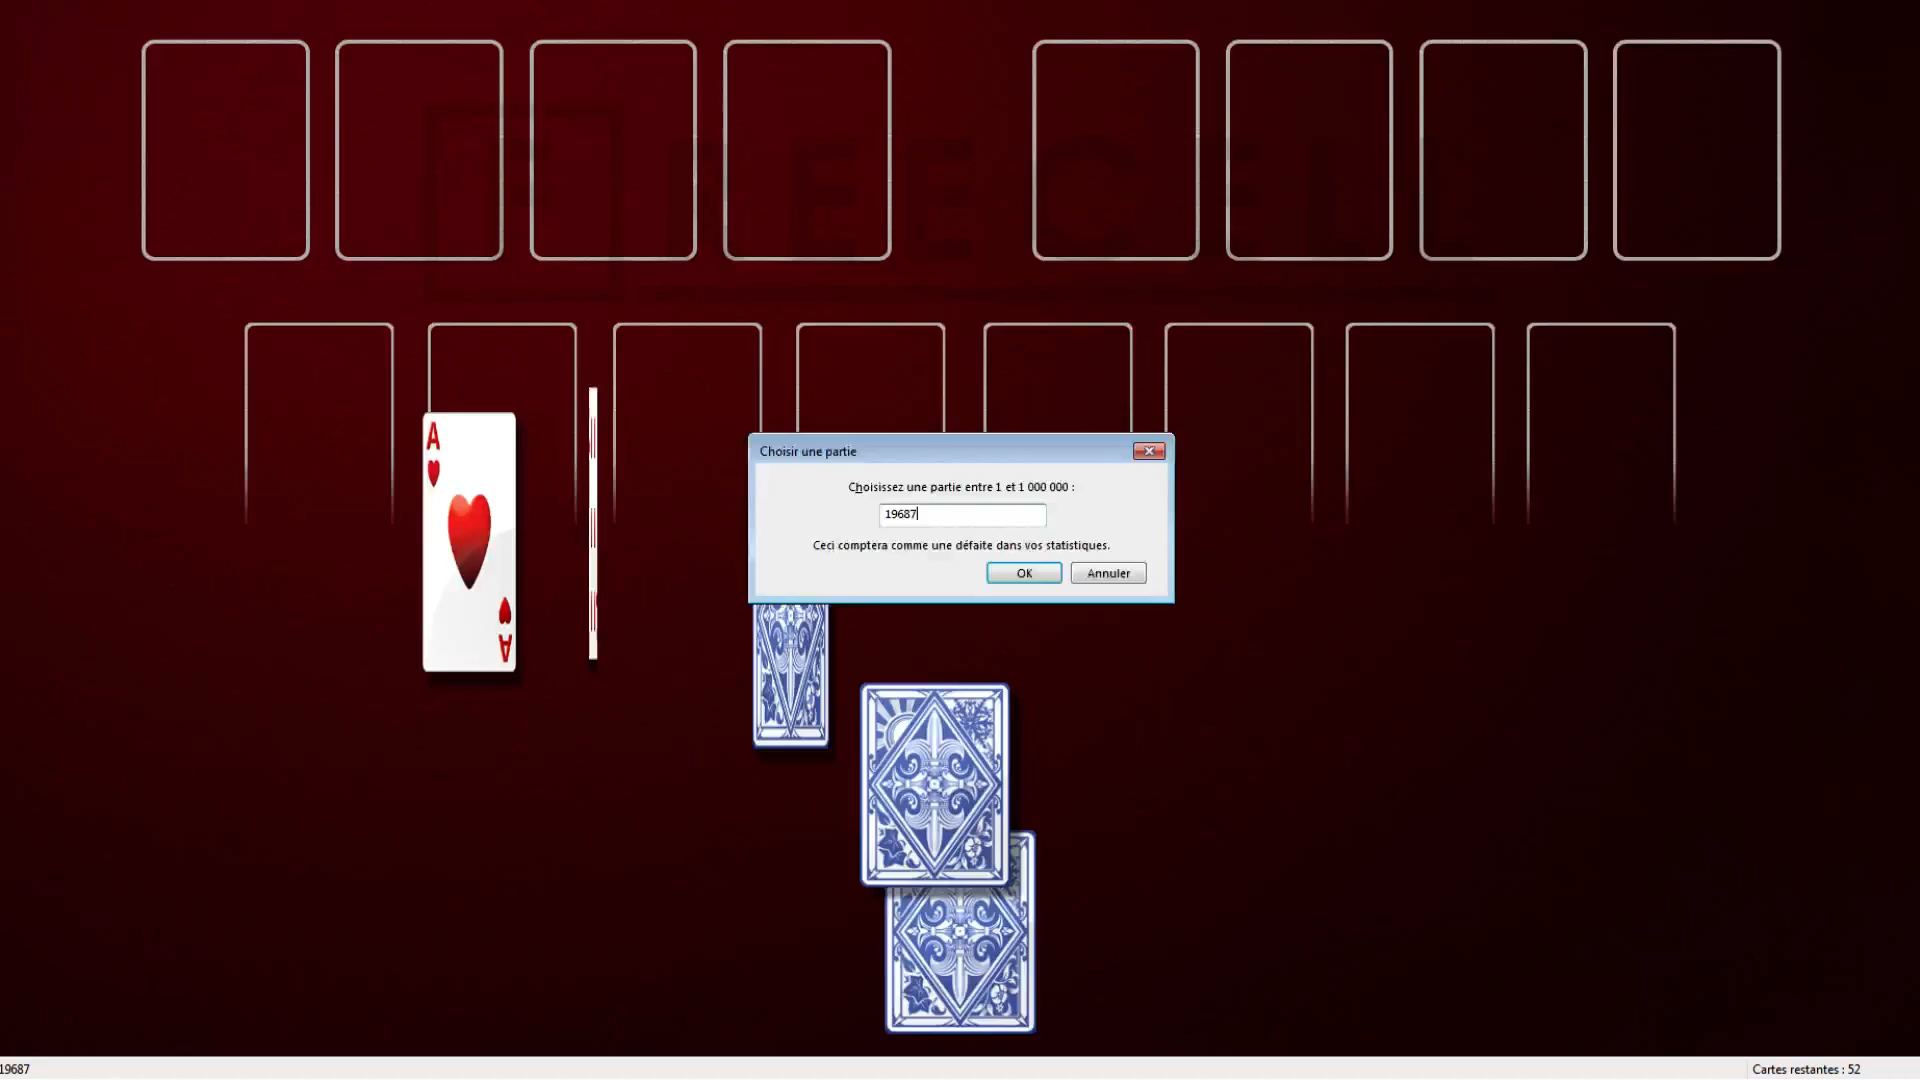 FREECELL
A
A
Choisir une partie
Choisissez une partie entre 1 et 1 000 000 :
19687
Ceci comptera comme une défaite dans vos statistiques.
OK
Annuler
19687
Cartes restantes : 52